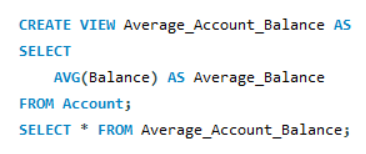 CREATE VIEW Average_Account_Balance AS
SELECT
AVG(Balance) AS Average_Balance
FROM Account;
SELECT * FROM Average_Account_Balance;